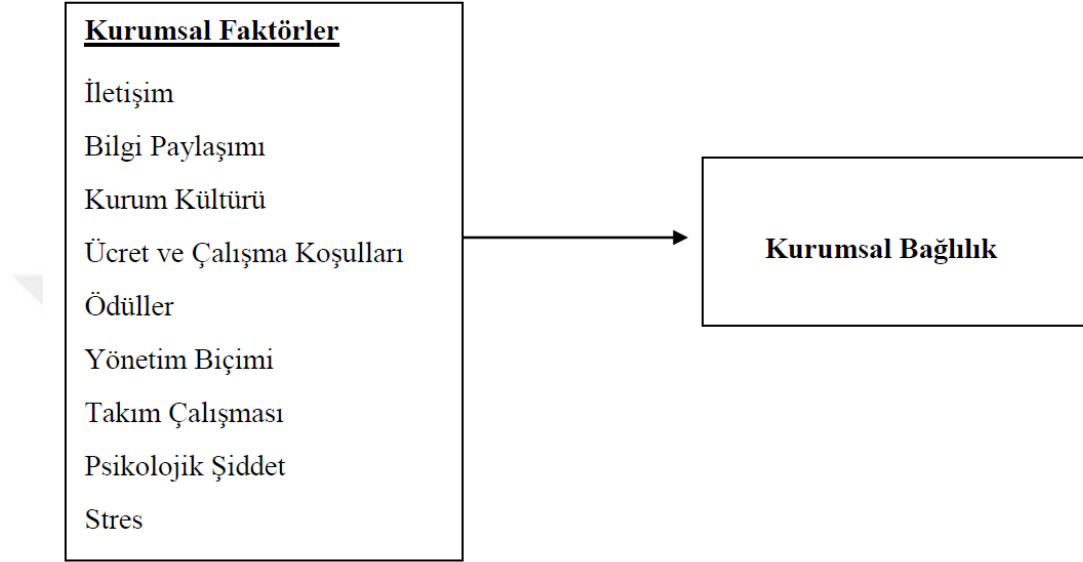 Kurumsal Faktörler
İletişim
Bilgi Paylaşımı
Kurum Kültürü
Ücret ve Çalışma Koşulları
Ödüller
Yönetim Biçimi
Takım Çalışması
Psikolojik Şiddet
Stres
Kurumsal Bağlılık